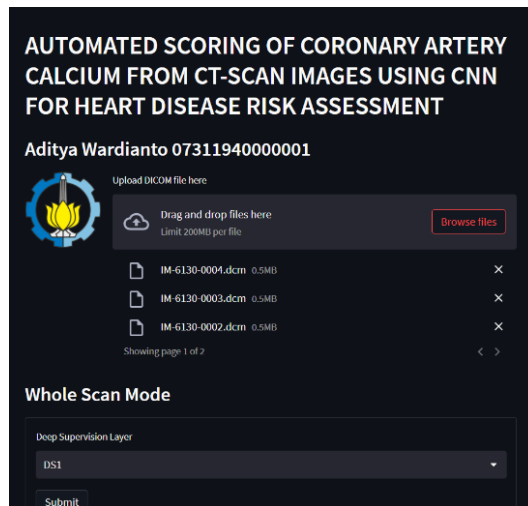 AUTOMATED SCORING OF CORONARY ARTERY
CALCIUM FROM CT-SCAN IMAGES USING CNN
FOR HEART DISEASE RISK ASSESSMENT
Aditya Wardianto 07311940000001
Upload DICOM file here
Drag and drop files here
Limit 200MB per file
Browse files
IM-6130-0004.dcm 0.5MB
IM-6130-0003.dcm 0.5MB
IM-6130-0002.dcm 0.5MB
Showing page 1 of 2
Whole Scan Mode
Deep Supervision Layer
DS1
Submit